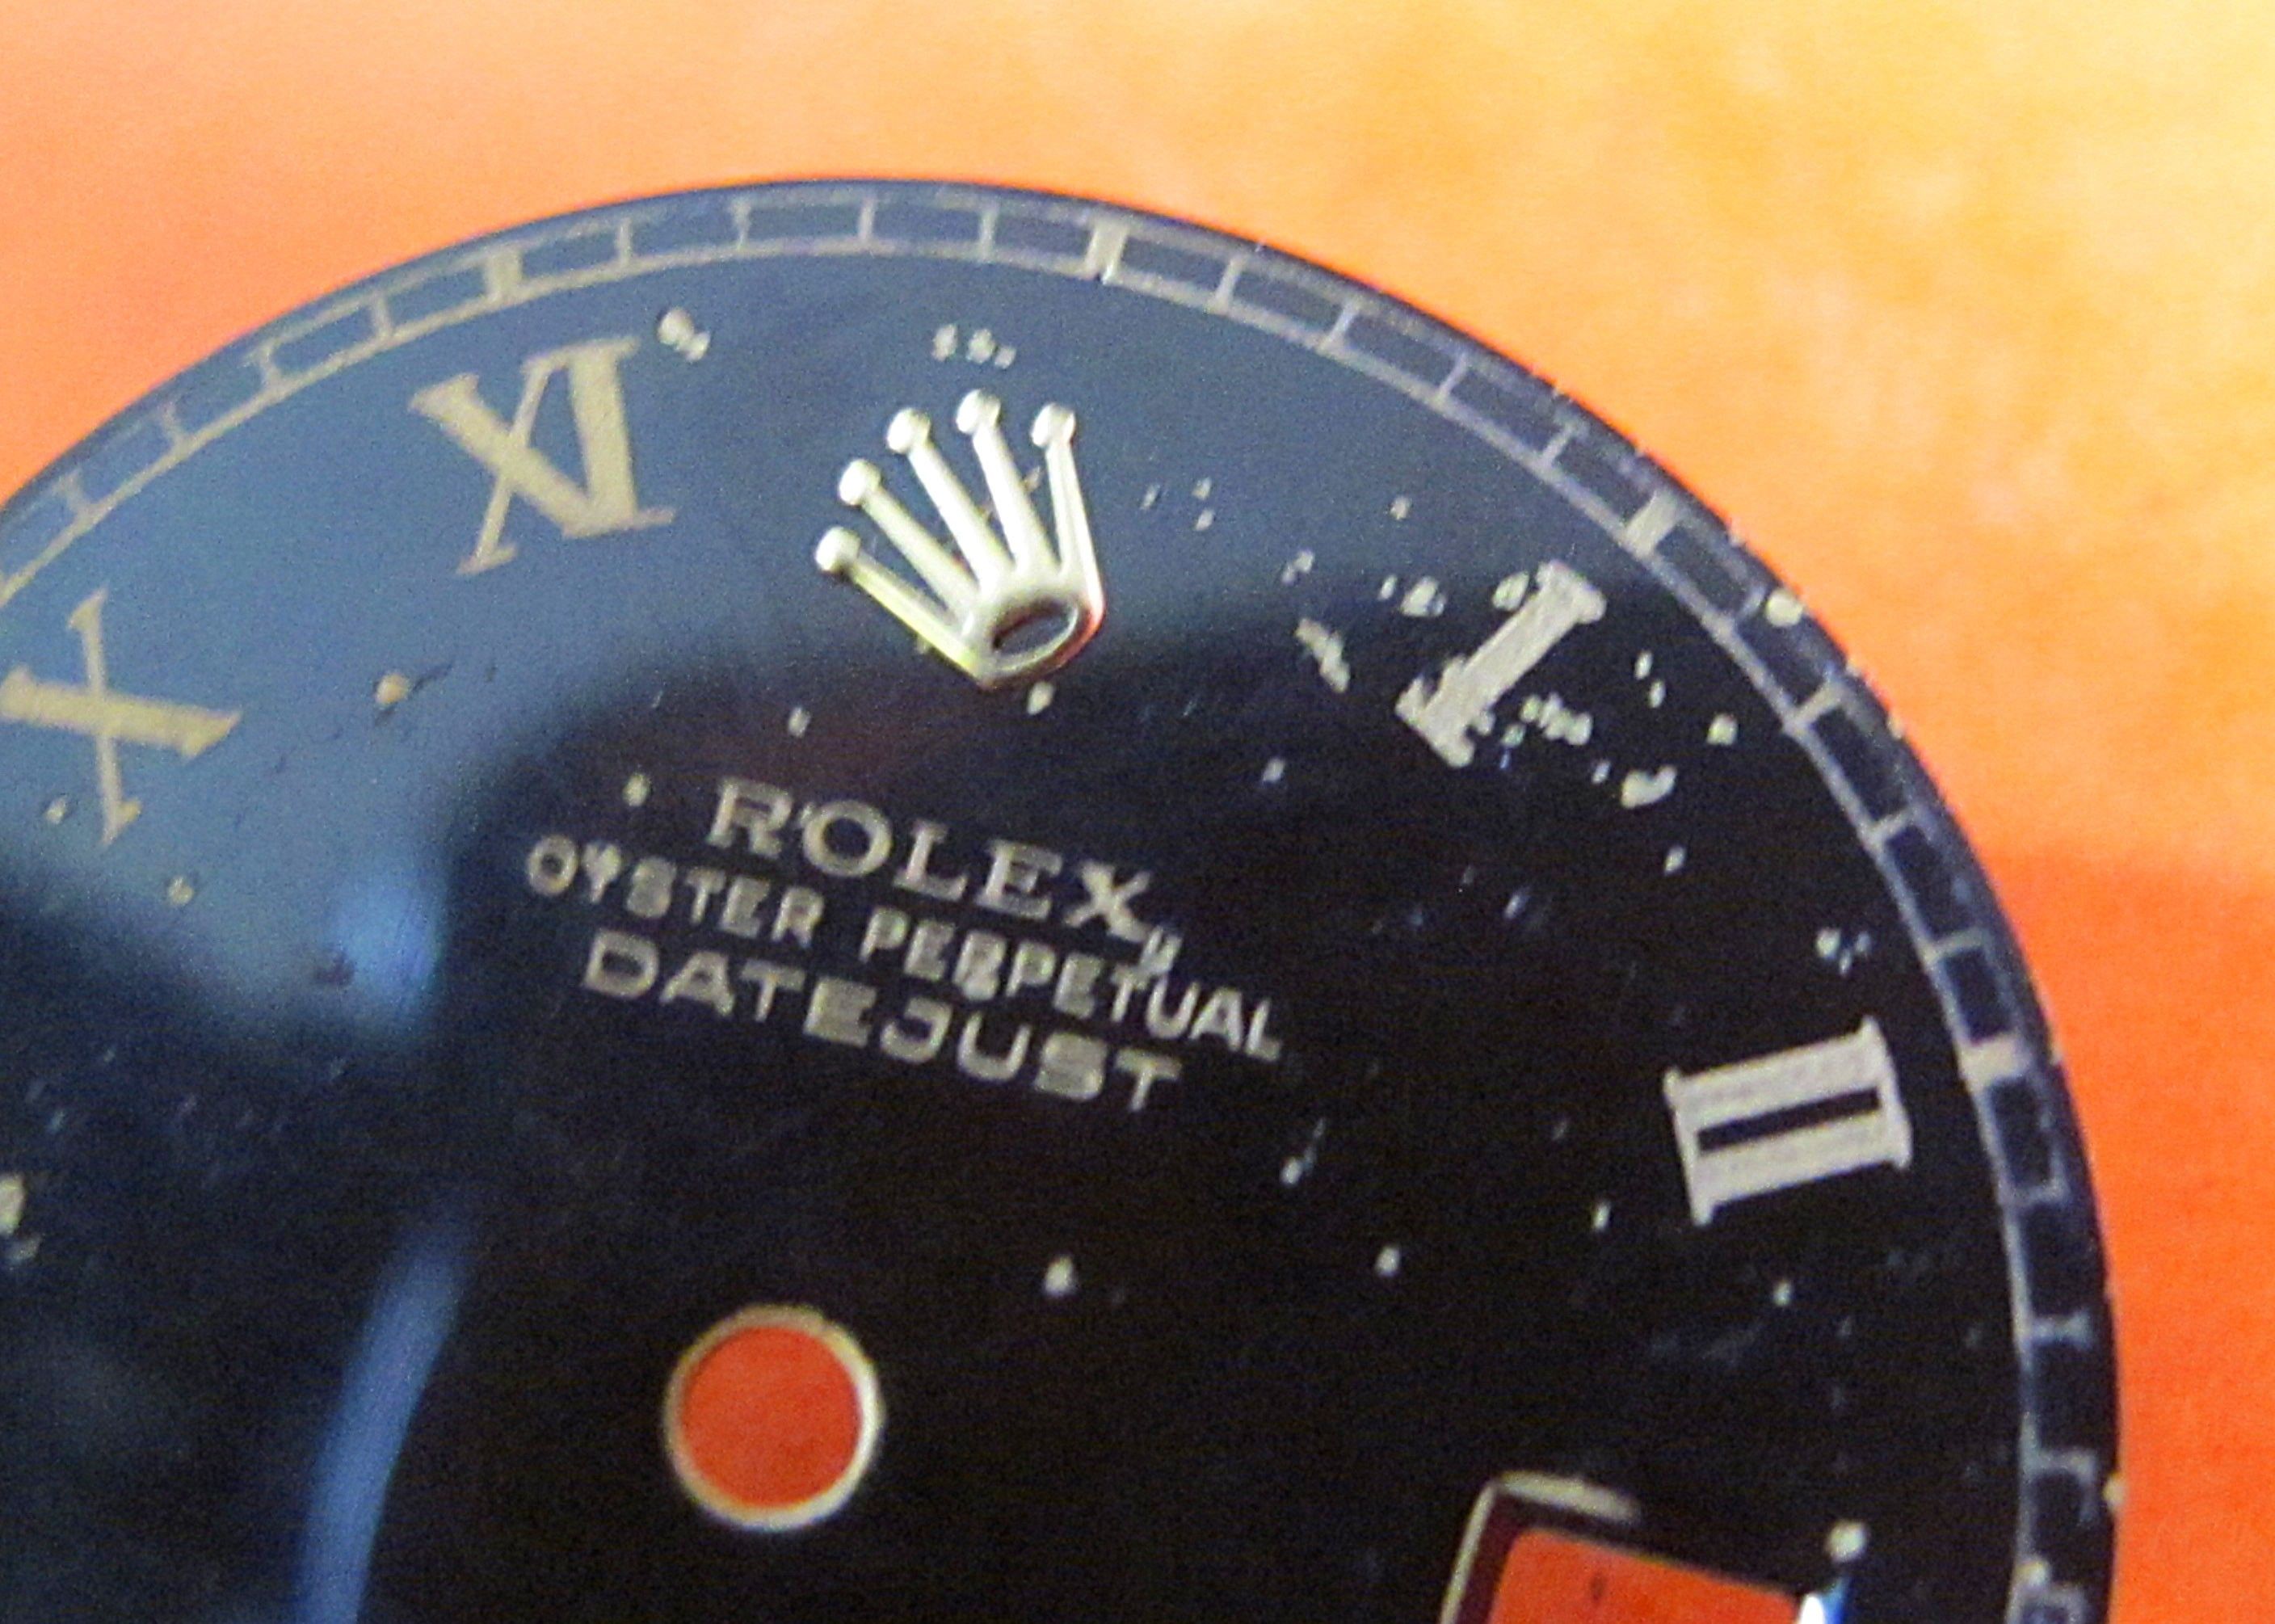 XI
I
X
II
ROLEX
OYSTER PERPETUAL
DATEJUST